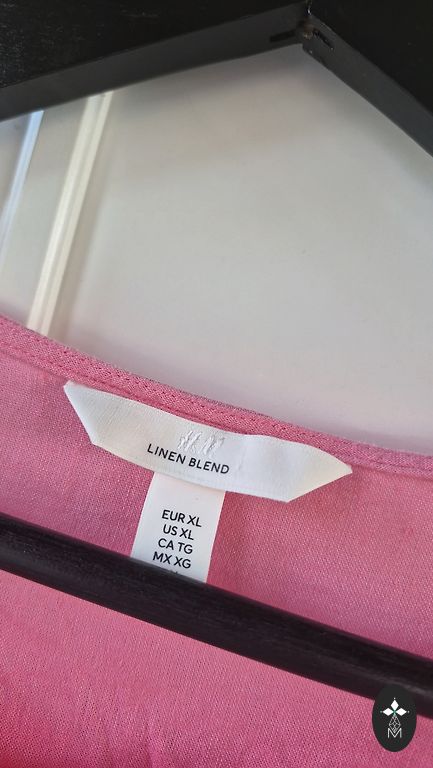 H&M
LINEN BLEND
EUR XL
US XL
CA TG
MX XG
M